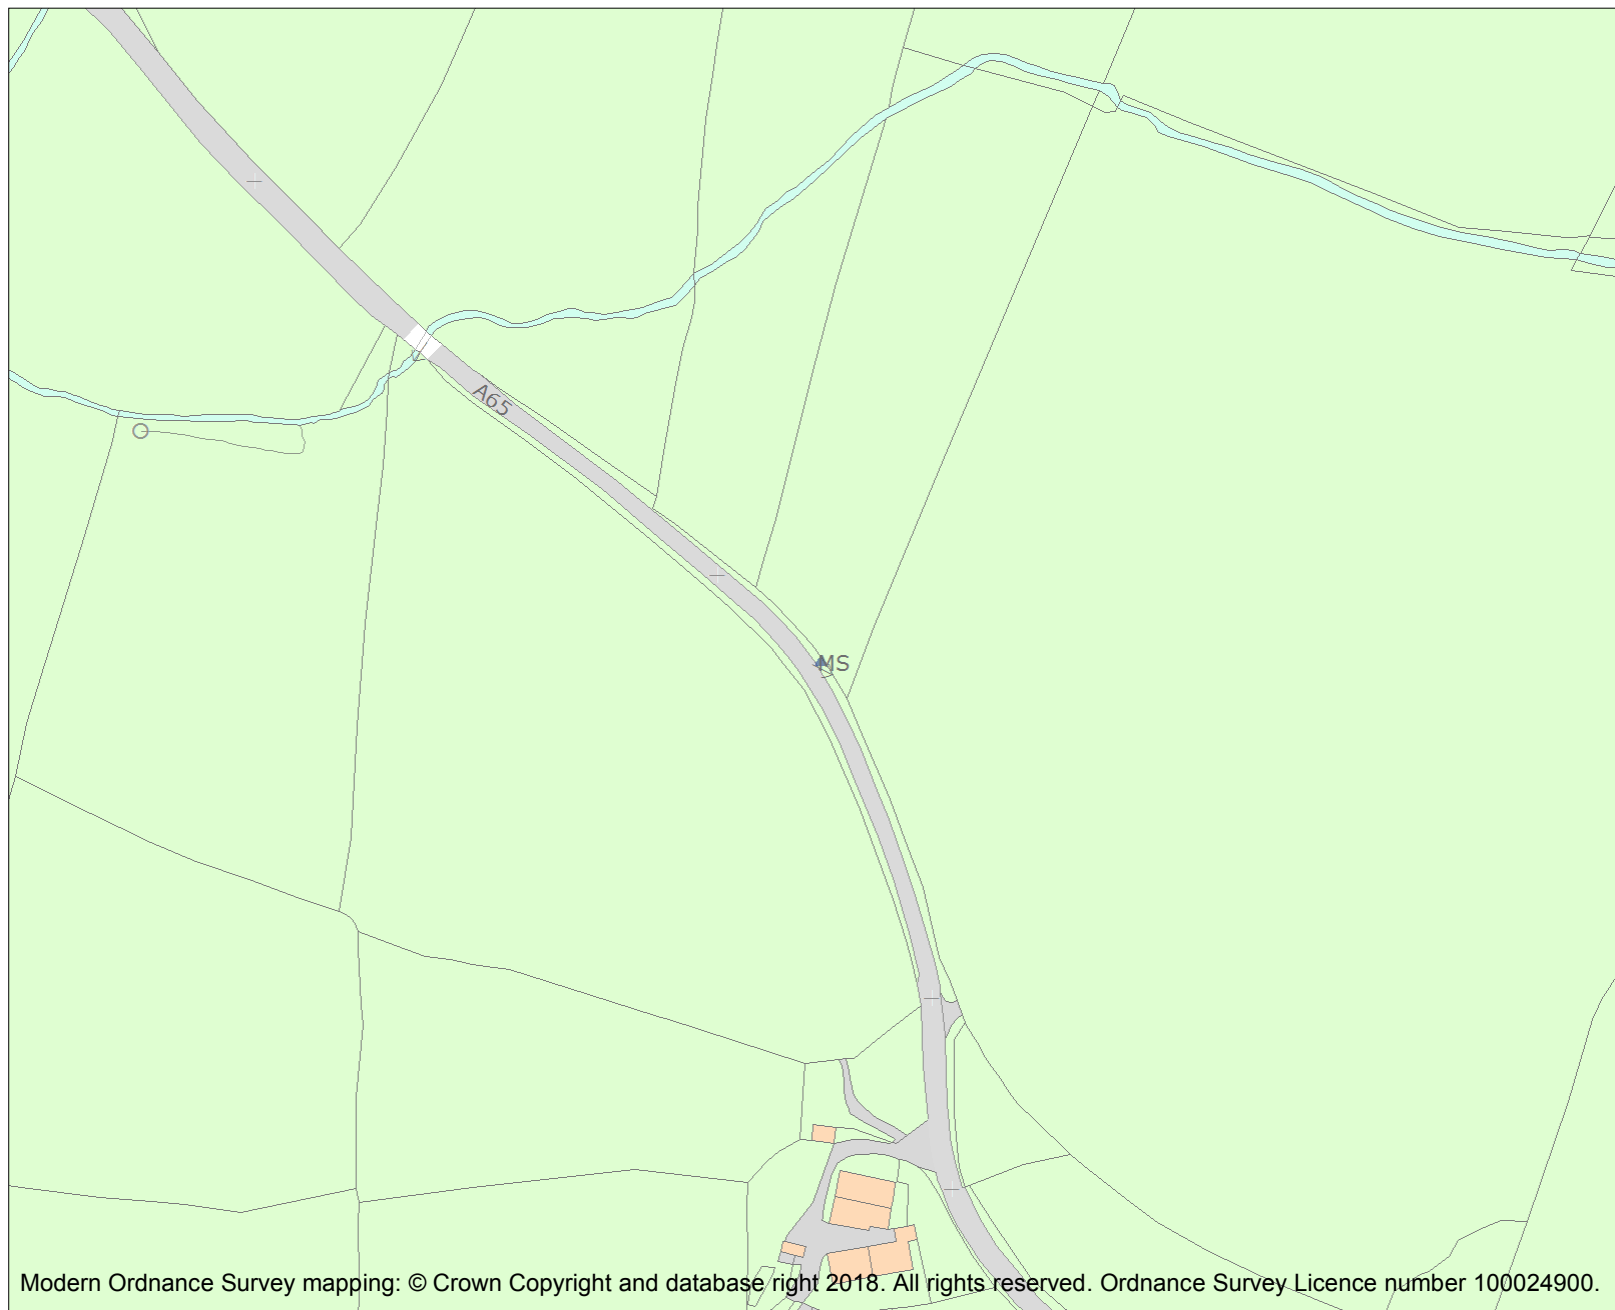 A65
MS
Modern Ordnance Survey mapping: © Crown Copyright and database right 2018. All rights reserved. Ordnance Survey Licence number 100024900.